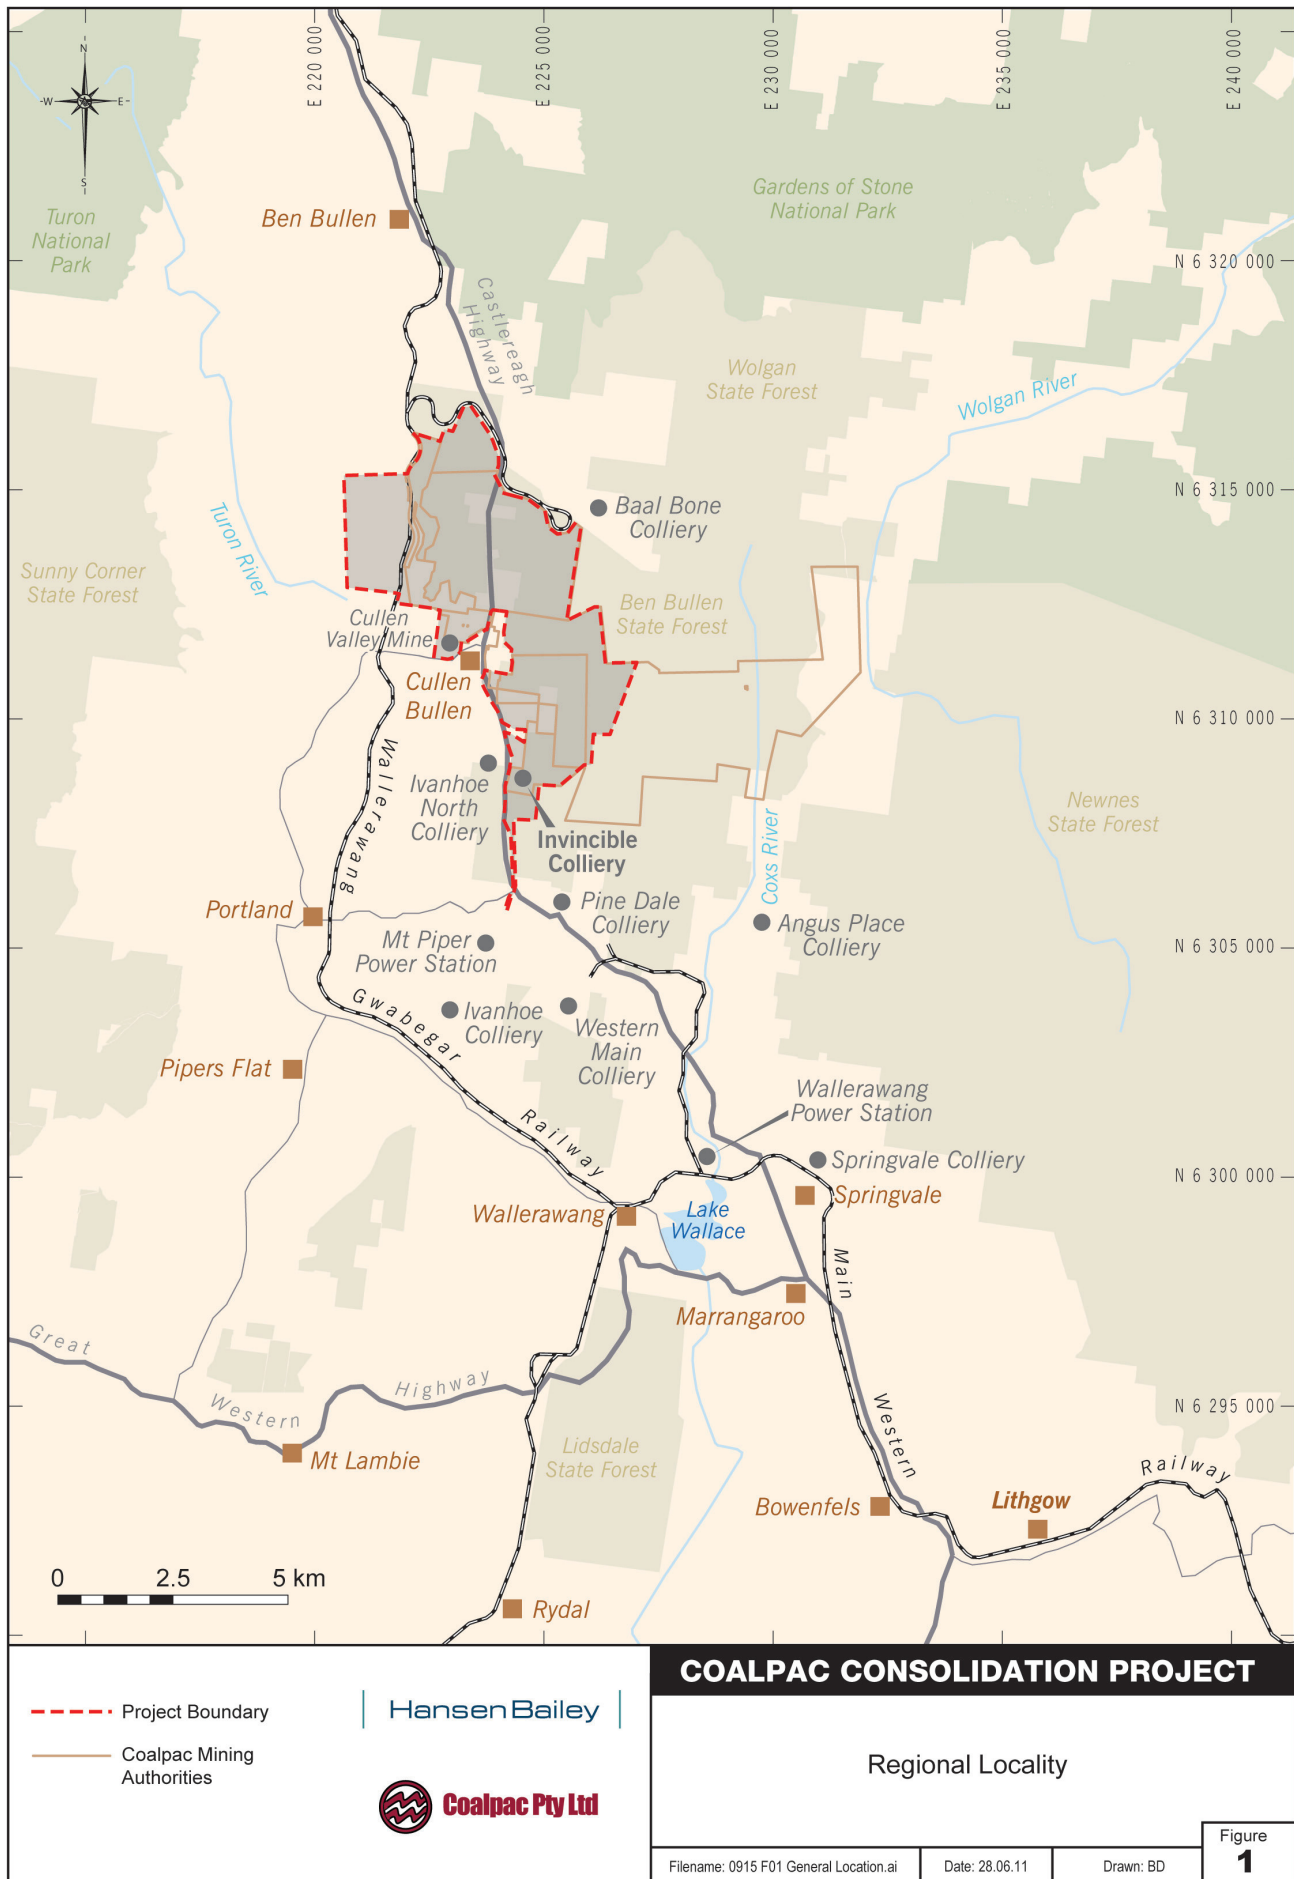 E 220 000
E 225 000
E 230 000
E 235 000
E 240 000
N
W
E
S
Turon
National
Park
Ben Bullen
Gardens of Stone
National Park
N 6 320 000
Castlereagh
Highway
Wolgan
State Forest
Wolgan River
N 6 315 000
Baal Bone
Colliery
Turon River
Sunny Corner
State Forest
Ben Bullen
State Forest
Cullen
Valley Mine
Cullen
Bullen
N 6 310 000
Wallerawang
Ivanhoe
North
Colliery
Invincible
Colliery
Newnes
State Forest
Coxs River
Portland
Pine Dale
Colliery
Angus Place
Colliery
Mt Piper
Power Station
N 6 305 000
Gwabegar
Ivanhoe
Colliery
Western
Main
Colliery
Pipers Flat
Wallerawang
Power Station
Railway
Springvale Colliery
N 6 300 000
Springvale
Wallerawang
Lake
Wallace
Main
Marrangaroo
Great
Western
Highway
Western
N 6 295 000
Mt Lambie
Lidsdale
State Forest
Railway
Bowenfels
Lithgow
0 2.5 5 km
Rydal
Project Boundary
Coalpac Mining
Authorities
Hansen Bailey
Coalpac Pty Ltd
COALPAC CONSOLIDATION PROJECT
Regional Locality
Figure
1
Filename: 0915 F01 General Location.ai
Date: 28.06.11
Drawn: BD